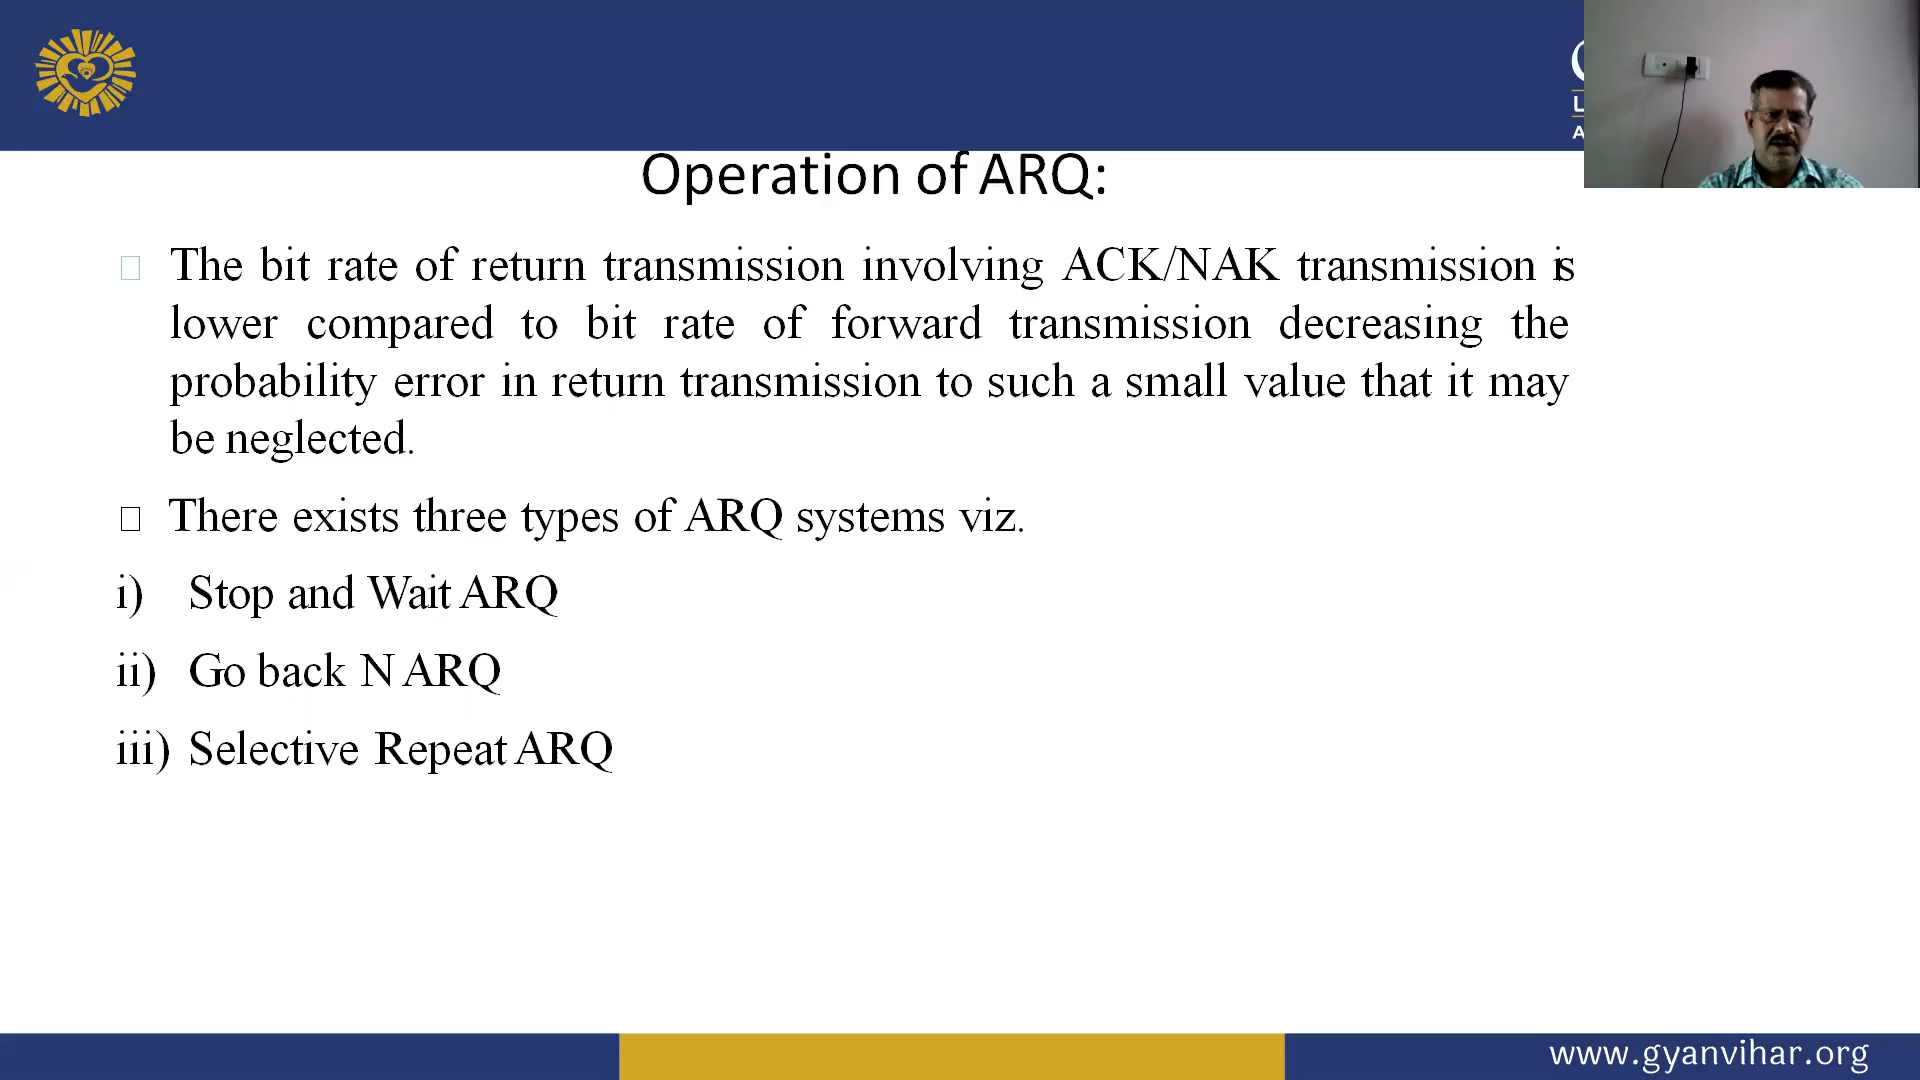 Operation of ARQ:
The bit rate of return transmission involving ACK/NAK transmission is
lower compared to bit rate of forward transmission decreasing the
probability error in return transmission to such a small value that it may
be neglected.
There exists three types of ARQ systems viz.
i) Stop and Wait ARQ
ii) Go back N ARQ
iii) Selective Repeat ARQ
www.gyanvihar.org